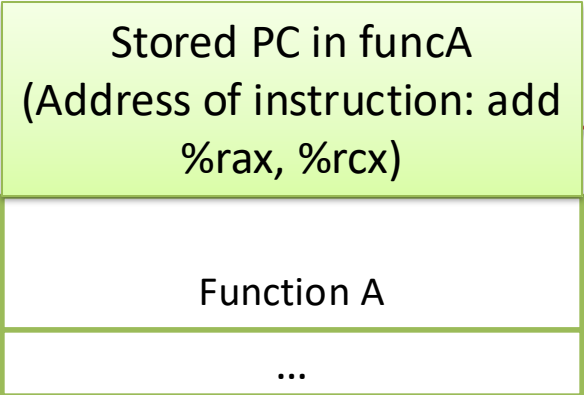 Stored PC in funcA
(Address of instruction: add
%rax, %rcx)
Function A
...